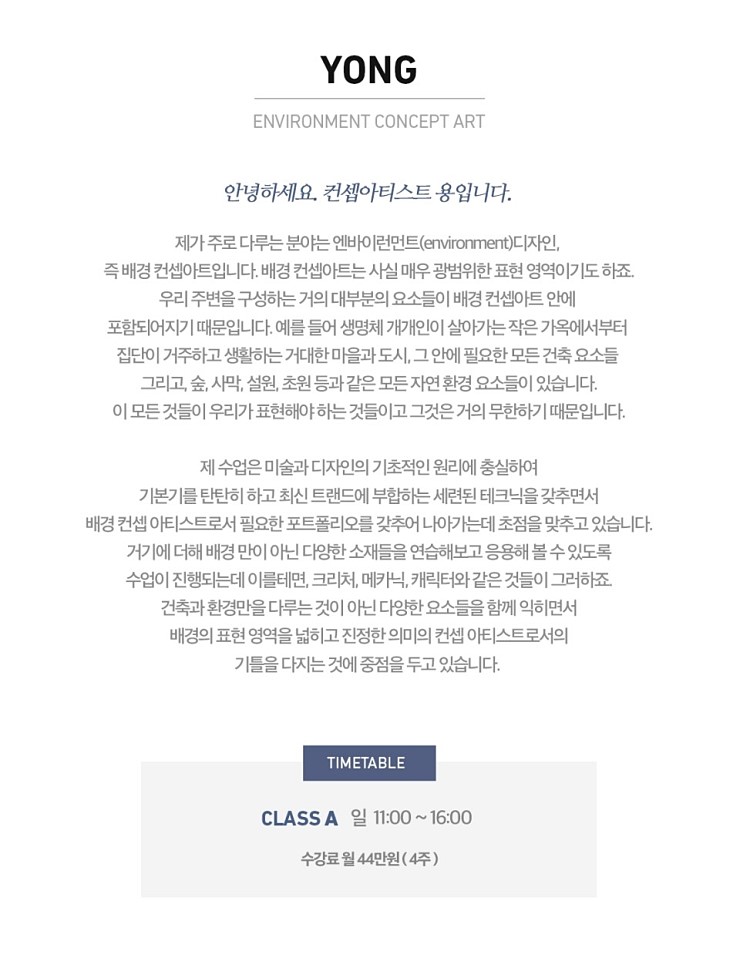 YONG
ENVIRONMENT CONCEPT ART
안녕하세요. 컨셉아티스트 용입니다.
제가 주로 다루는 분야는 엔바이런먼트(environment)디자인,
즉 배경 컨셉아트입니다. 배경 컨셉아트는 사실 매우 광범위한 표현 영역이기도 하죠.
우리 주변을 구성하는 거의 대부분의 요소들이 배경 컨셉아트 안에
포함되어지기 때문입니다. 예를 들어 생명체 개개인이 살아가는 작은 가옥에서부터
집단이 거주하고 생활하는 거대한 마을과 도시, 그 안에 필요한 모든 건축 요소들
그리고, 숲, 사막, 설원, 초원 등과 같은 모든 자연 환경 요소들이 있습니다.
이 모든 것들이 우리가 표현해야 하는 것들이고 그것은 거의 무한하기 때문입니다.
제 수업은 미술과 디자인의 기초적인 원리에 충실하여
기본기를 탄탄히 하고 최신 트랜드에 부합하는 세련된 테크닉을 갖추면서
배경 컨셉 아티스트로서 필요한 포트폴리오를 갖추어 나아가는데 초점을 맞추고 있습니다.
거기에 더해 배경 만이 아닌 다양한 소재들을 연습해보고 응용해 볼 수 있도록
수업이 진행되는데 이를테면, 크리처, 메카닉, 캐릭터와 같은 것들이 그러하죠.
건축과 환경만을 다루는 것이 아닌 다양한 요소들을 함께 익히면서
배경의 표현 영역을 넓히고 진정한 의미의 컨셉 아티스트로서의
기틀을 다지는 것에 중점을 두고 있습니다.
TIMETABLE
CLASS A 일 11:00 ~ 16:00
수강료 월 44만원 ( 4주 )